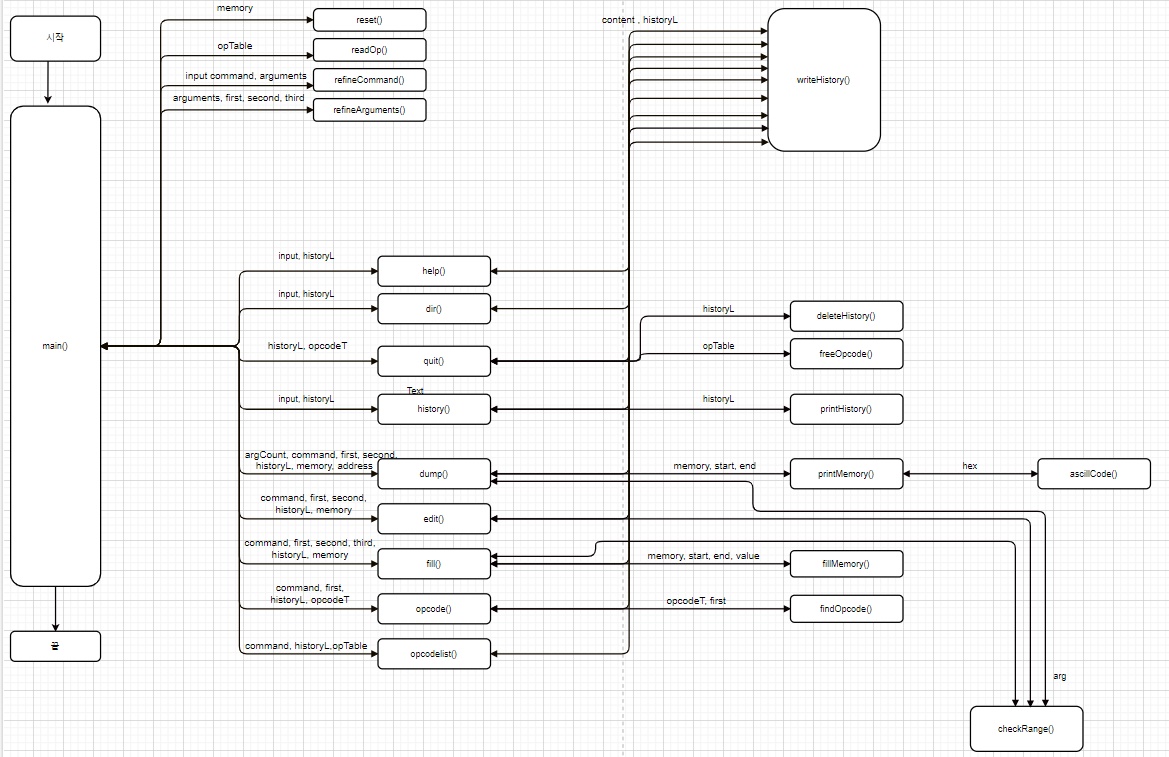 memory
content , historyL
시작
reset()
opTable
readOp()
input command, arguments
refineCommand()
writeHistory()
arguments, first, second, third
refineArguments()
input, historyL
help()
input, historyL
dir()
historyL
deleteHistory()
main()
historyL, opcodeT
quit()
opTable
freeOpcode()
Text
input, historyL
history()
historyL
printHistory()
argCount, command, first, second,
historyL, memory, address
dump()
memory, start, end
printMemory()
hex
asciiCode()
command, first, second,
historyL, memory
edit()
command, first, second, third,
historyL, memory
fill()
memory, start, end, value
fillMemory()
command, first,
historyL, opcodeT
opcode()
opcodeT, first
findOpcode()
끝
command, historyL,opTable
opcodelist()
arg
checkRange()